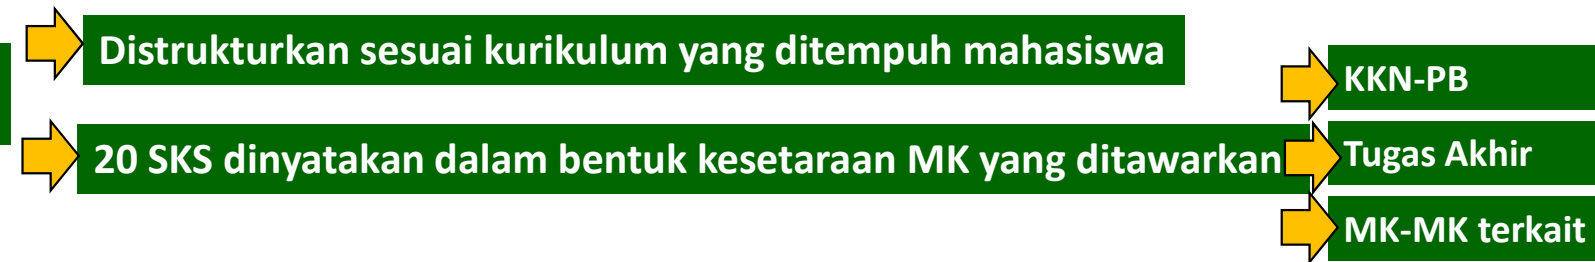 Distrukturkan sesuai kurikulum yang ditempuh mahasiswa
20 SKS dinyatakan dalam bentuk kesetaraan MK yang ditawarkan
KKN-PB
Tugas Akhir
MK-MK terkait